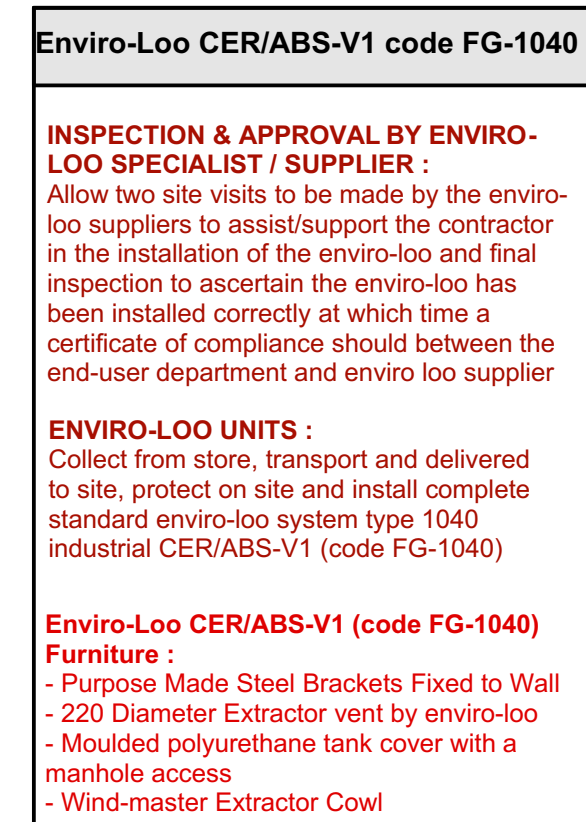 Enviro-Loo CER/ABS-V1 code FG-1040
INSPECTION & APPROVAL BY ENVIRO-
LOO SPECIALIST / SUPPLIER :
Allow two site visits to be made by the enviro-
loo suppliers to assist/support the contractor
in the installation of the enviro-loo and final
inspection to ascertain the enviro-loo has
been installed correctly at which time a
certificate of compliance should between the
end-user department and enviro loo supplier
ENVIRO-LOO UNITS :
Collect from store, transport and delivered
to site, protect on site and install complete
standard enviro-loo system type 1040
industrial CER/ABS-V1 (code FG-1040)
Enviro-Loo CER/ABS-V1 (code FG-1040)
Furniture :
- Purpose Made Steel Brackets Fixed to Wall
- 220 Diameter Extractor vent by enviro-loo
- Moulded polyurethane tank cover with a
manhole access
- Wind-master Extractor Cowl